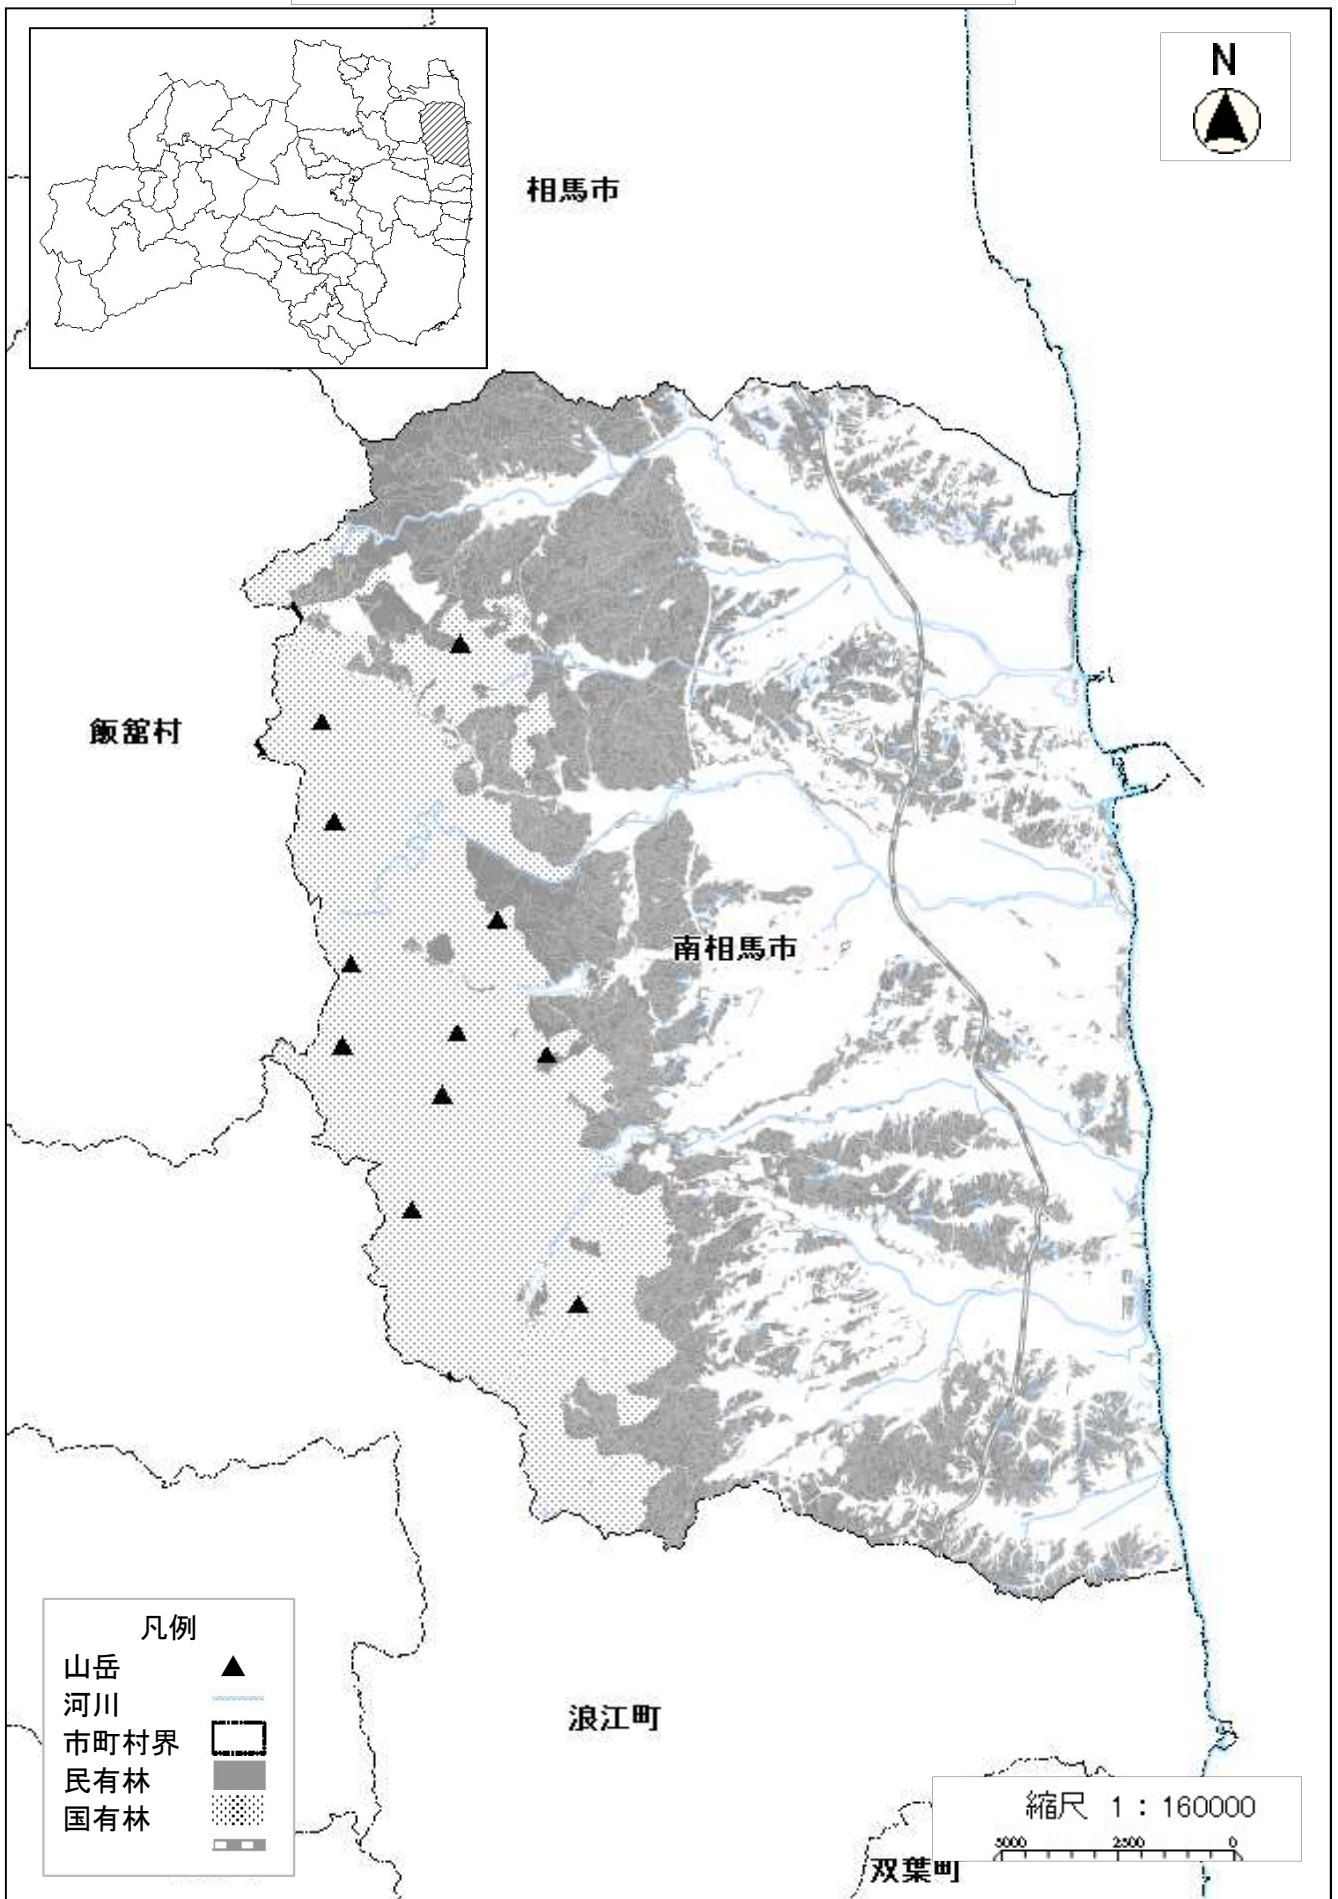 N
相馬市
飯舘村
南相馬市
浪江町
双葉町
凡例
山岳
河川
市町村界
民有林
国有林
縮尺 1：160000
5000 2500 0